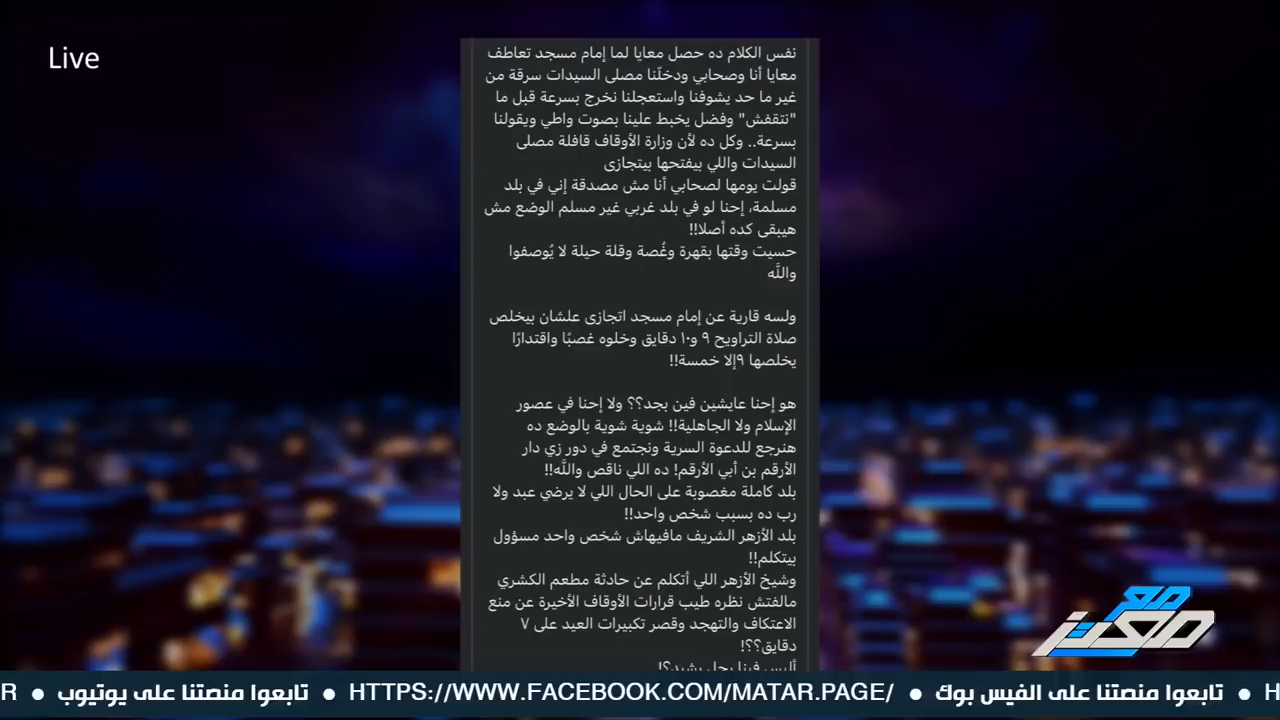 Live
نفس الكلام ده حصل معايا لما إمام مسجد تعاطف
معايا أنا وصحابي ودخلّنا مصلى السيدات سرقة من
غير ما حد يشوفنا واستعجلنا نخرج بسرعة قبل ما
"نتقفش" وفضل يخبط علينا بصوت واطي ويقولنا
بسرعة.. وكل ده لأن وزارة الأوقاف قافلة مصلى
السيدات واللي بيفتحها بيتجازى
قولت يومها لصحابي أنا مش مصدقة إني في بلد
مسلمة، إحنا لو في بلد غربي غير مسلم الوضع مش
هيبقى كده أصلا!!
حسيت وقتها بقهرة وغُصة وقلة حيلة لا يُوصفوا
واللَّه
ولسه قارية عن إمام مسجد اتجازى علشان بيخلص
صلاة التراويح ٩ و١٠ دقايق وخلوه غصبًا واقتدارًا
يخلصها ٩إلا خمسة!!
هو إحنا عايشين فين بجد؟؟ ولا إحنا في عصور
الإسلام ولا الجاهلية!! شوية شوية بالوضع ده
هنرجع للدعوة السرية ونجتمع في دور زي دار
الأرقم بن أبي الأرقم! ده اللي ناقص واللَّه!!
بلد كاملة مغصوبة على الحال اللي لا يرضي عبد ولا
رب ده بسبب شخص واحد!!
بلد الأزهر الشريف مافيهاش شخص واحد مسؤول
بيتكلم!!
وشيخ الأزهر اللي أتكلم عن حادثة مطعم الكشري
مالفتش نظره طيب قرارات الأوقاف الأخيرة عن منع
الاعتكاف والتهجد وقصر تكبيرات العيد على ٧
دقايق؟؟!
أليس فينا رجل رشيد؟!
مع معتز
تابعوا منصتنا على الفيس بوك ● HTTPS://WWW.FACEBOOK.COM/MATAR.PAGE/ ● تابعوا منصتنا على يوتيوب ●